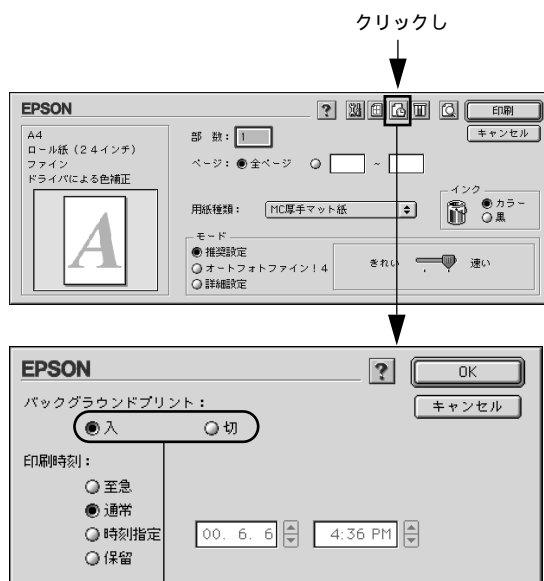 クリックし
EPSON
?
印刷
A4
ロール紙(24インチ)
ファイン
ドライバによる色補正
A
部 数: 1
キャンセル
ページ: 全ページ ~
用紙種類: MC厚手マット紙
インク
カラー
黒
モード
推奨設定
オートフォトファイン!4
詳細設定
きれい 速い
EPSON
?
OK
バックグラウンドプリント:
キャンセル
入 切
印刷時刻:
至急
通常
時刻指定 00. 6. 6 4:36 PM
保留